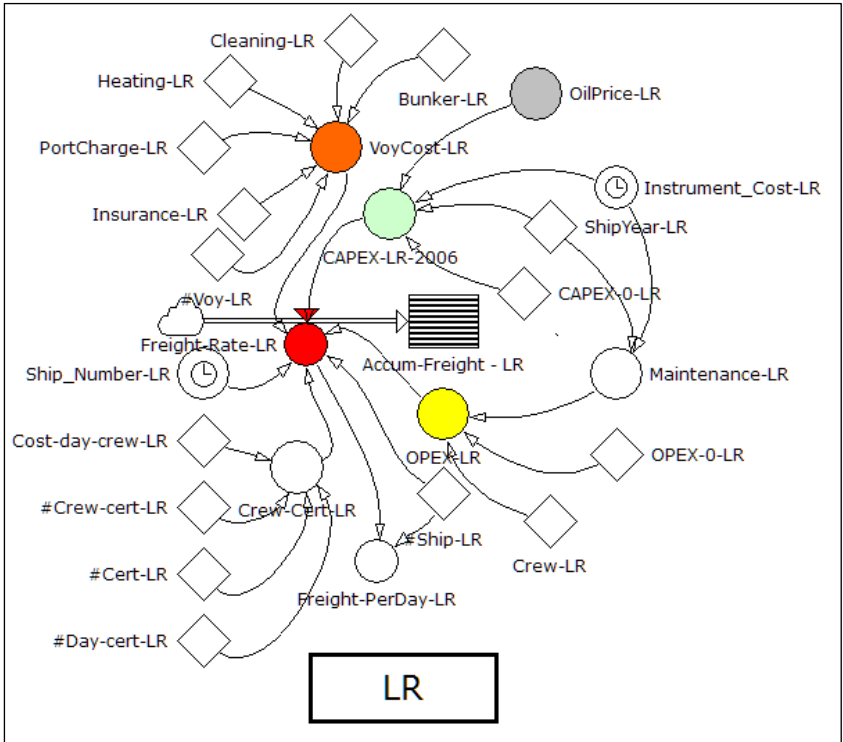 Cleaning-LR
Heating-LR
Bunker-LR
OilPrice-LR
PortCharge-LR
VoyCost-LR
Instrument_Cost-LR
Insurance-LR
ShipYear-LR
CAPEX-LR-2006
CAPEX-0-LR
#Voy-LR
Freight-Rate-LR
Accum-Freight - LR
Ship_Number-LR
Maintenance-LR
Cost-day-crew-LR
OPEX-LR
OPEX-0-LR
#Crew-cert-LR
Crew-Cert-LR
#Ship-LR
Crew-LR
#Cert-LR
Freight-PerDay-LR
#Day-cert-LR
LR